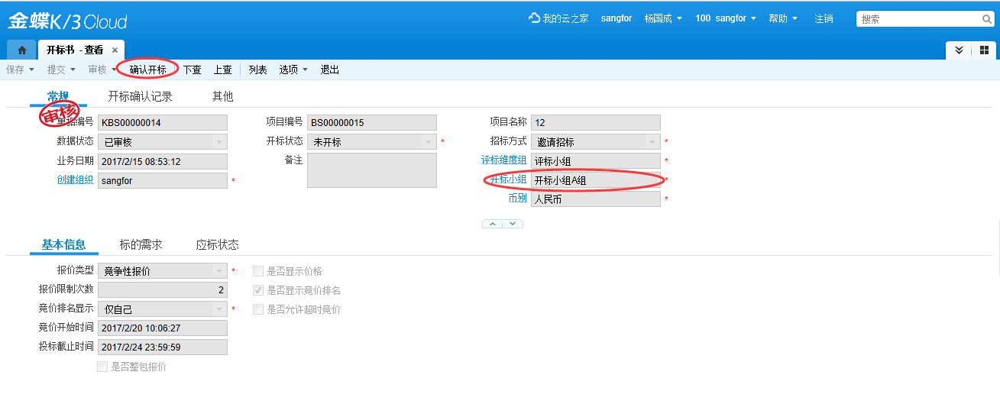 金蝶K/3 Cloud 我的云之家 sangfor 杨国成 100 sangfor 帮助 注销 搜索
开标书 - 查看
保存 提交 审核 确认开标 下查 上查 列表 选项 退出
常规 开标确认记录 其他
审核
单据编号 KBS00000014 项目编号 BS00000015 项目名称 12
数据状态 已审核 开标状态 未开标 * 招标方式 邀请招标 *
业务日期 2017/2/15 08:53:12 备注 评标维度组 评标小组 *
创建组织 sangfor * 开标小组 开标小组A组 *
币别 人民币 *
基本信息 标的需求 应标状态
报价类型 竞争性报价 * 是否显示价格
报价限制次数 2 是否显示竟价排名
竟价排名显示 仅自己 * 是否允许超时竟价
竟价开始时间 2017/2/20 10:06:27
投标截止时间 2017/2/24 23:59:59
是否整包报价